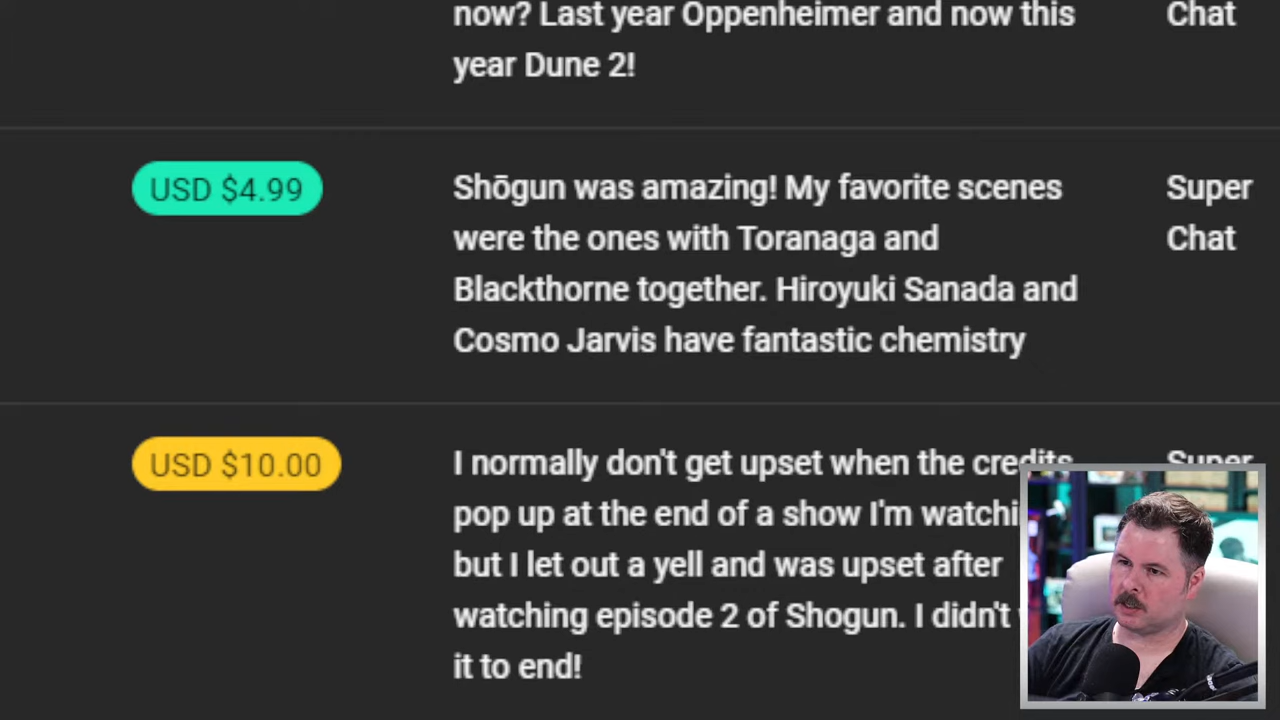 now? Last year Oppenheimer and now this
Chat
year Dune 2!
USD $4.99
Shōgun was amazing! My favorite scenes
were the ones with Toranaga and
Blackthorne together. Hiroyuki Sanada and
Cosmo Jarvis have fantastic chemistry
Super
Chat
USD $10.00
I normally don't get upset when the credits
pop up at the end of a show I'm
but I let out a yell and was upset after
watching episode 2 of Shogun. I didn't
it to end!
Super